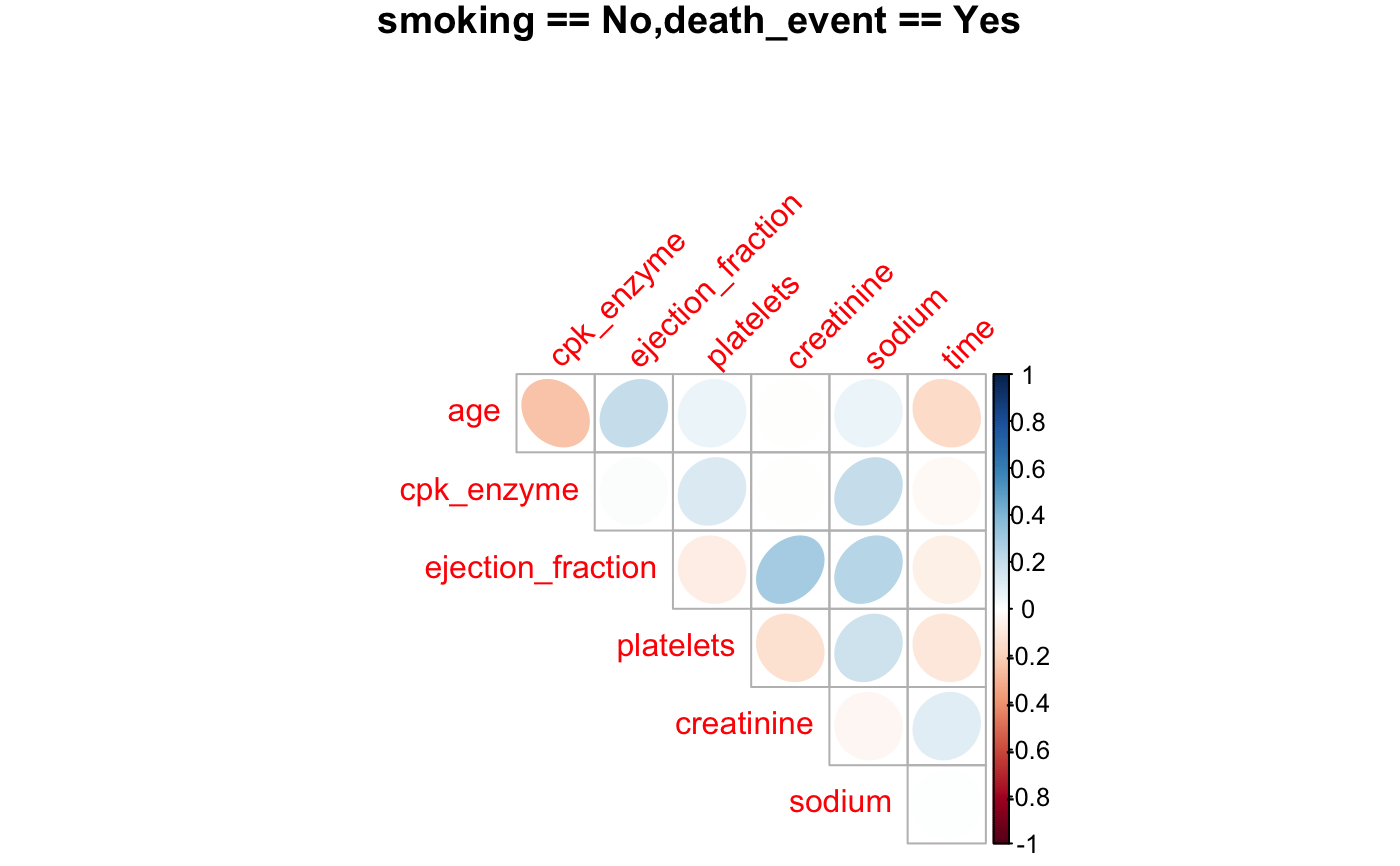 smoking == No,death_event == Yes
cpk_enzyme
ejection_fraction
platelets
creatinine
sodium
time
age
cpk_enzyme
ejection_fraction
platelets
creatinine
sodium
1
0.8
0.6
0.4
0.2
0
-0.2
-0.4
-0.6
-0.8
-1